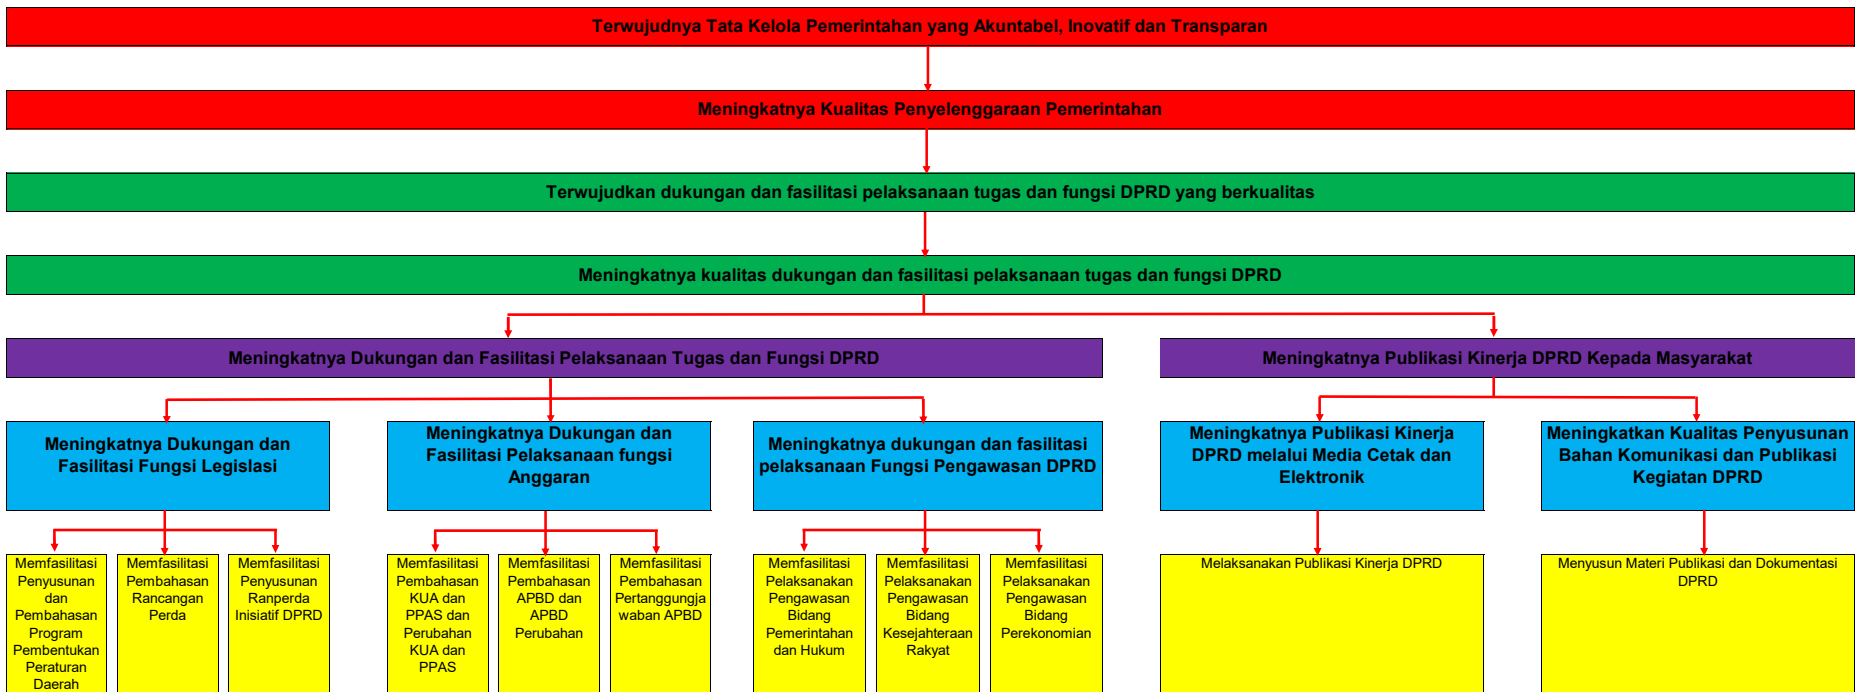 Terwujudnya Tata Kelola Pemerintahan yang Akuntabel, Inovatif dan Transparan
Meningkatnya Kualitas Penyelenggaraan Pemerintahan
Terwujudkan dukungan dan fasilitasi pelaksanaan tugas dan fungsi DPRD yang berkualitas
Meningkatnya kualitas dukungan dan fasilitasi pelaksanaan tugas dan fungsi DPRD
Meningkatnya Dukungan dan Fasilitasi Pelaksanaan Tugas dan Fungsi DPRD
Meningkatnya Publikasi Kinerja DPRD Kepada Masyarakat
Meningkatnya Dukungan dan
Fasilitasi Fungsi Legislasi
Meningkatnya Dukungan dan
Fasilitasi Pelaksanaan fungsi
Anggaran
Meningkatnya dukungan dan fasilitasi
pelaksanaan Fungsi Pengawasan DPRD
Meningkatnya Publikasi Kinerja
DPRD melalui Media Cetak dan
Elektronik
Meningkatkan Kualitas Penyusunan
Bahan Komunikasi dan Publikasi
Kegiatan DPRD
Memfasilitasi
Penyusunan
dan
Pembahasan
Program
Pembentukan
Peraturan
Daerah
Memfasilitasi
Pembahasan
Rancangan
Perda
Memfasilitasi
Penyusunan
Ranperda
Inisiatif DPRD
Memfasilitasi
Pembahasan
KUA dan
PPAS dan
Perubahan
KUA dan
PPAS
Memfasilitasi
Pembahasan
APBD dan
APBD
Perubahan
Memfasilitasi
Pembahasan
Pertanggungja
waban APBD
Memfasilitasi
Pelaksanakan
Pengawasan
Bidang
Pemerintahan
dan Hukum
Memfasilitasi
Pelaksanakan
Pengawasan
Bidang
Kesejahteraan
Rakyat
Memfasilitasi
Pelaksanakan
Pengawasan
Bidang
Perekonomian
Melaksanakan Publikasi Kinerja DPRD
Menyusun Materi Publikasi dan Dokumentasi
DPRD